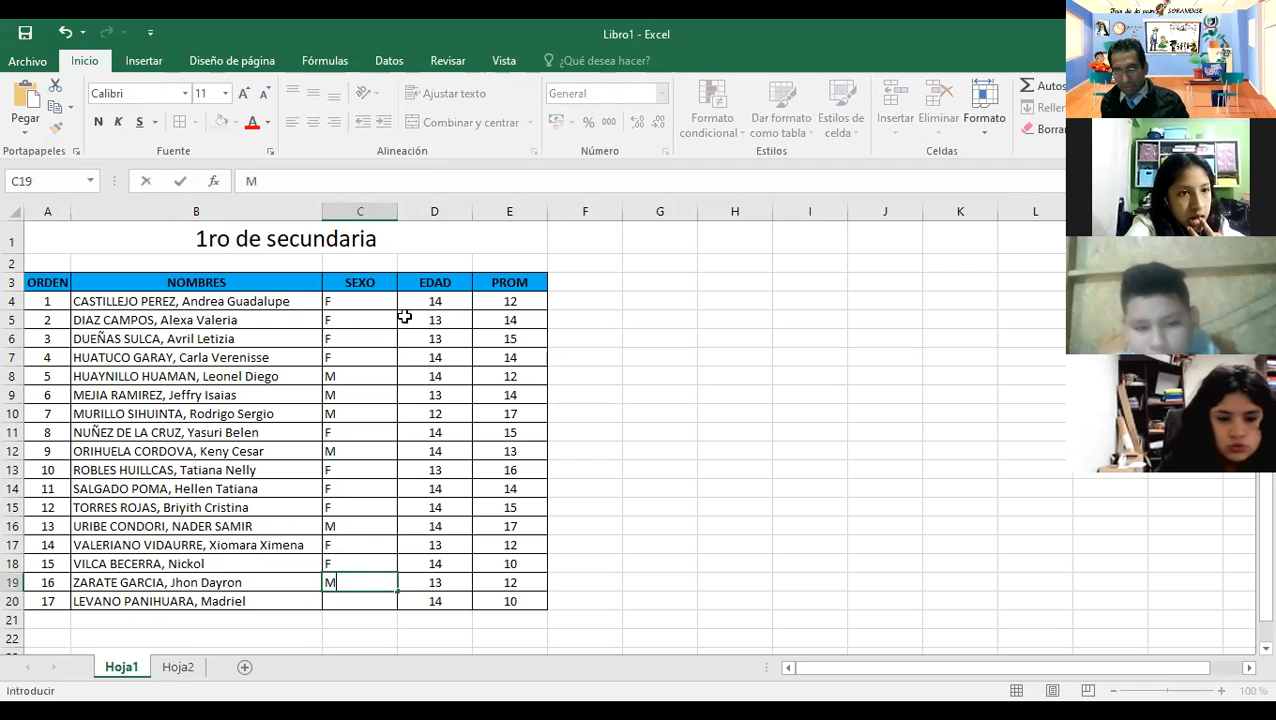 Libro1 - Excel
Archivo Inicio Insertar Diseño de página Fórmulas Datos Revisar Vista ¿Qué desea hacer?
Calibri 11 Ajustar texto General Autos
Pegar N K S Combinar y centrar % 000 Formato condicional Dar formato como tabla Estilos de celda Insertar Eliminar Formato
Portapapeles Fuente Alineación Número Estilos Celdas
C19 fx M
A B C D E F G H I J K L
1 1ro de secundaria
2
3 ORDEN NOMBRES SEXO EDAD PROM
4 1 CASTILLEJO PEREZ, Andrea Guadalupe F 14 12
5 2 DIAZ CAMPOS, Alexa Valeria F 13 14
6 3 DUEÑAS SULCA, Avril Letizia F 13 15
7 4 HUATUCO GARAY, Carla Verenisse F 14 14
8 5 HUAYNILLO HUAMAN, Leonel Diego M 14 12
9 6 MEJIA RAMIREZ, Jeffry Isaias M 13 14
10 7 MURILLO SIHUINTA, Rodrigo Sergio M 12 17
11 8 NUÑEZ DE LA CRUZ, Yasuri Belen F 14 15
12 9 ORIHUELA CORDOVA, Keny Cesar M 14 13
13 10 ROBLES HUILLCAS, Tatiana Nelly F 13 16
14 11 SALGADO POMA, Hellen Tatiana F 14 14
15 12 TORRES ROJAS, Briyith Cristina F 14 15
16 13 URIBE CONDORI, NADER SAMIR M 14 17
17 14 VALERIANO VIDAURRE, Xiomara Ximena F 13 12
18 15 VILCA BECERRA, Nickol F 14 10
19 16 ZARATE GARCIA, Jhon Dayron M 13 12
20 17 LEVANO PANIHUARA, Madriel 14 10
21
22
Hoja1 Hoja2
Introducir 100 %